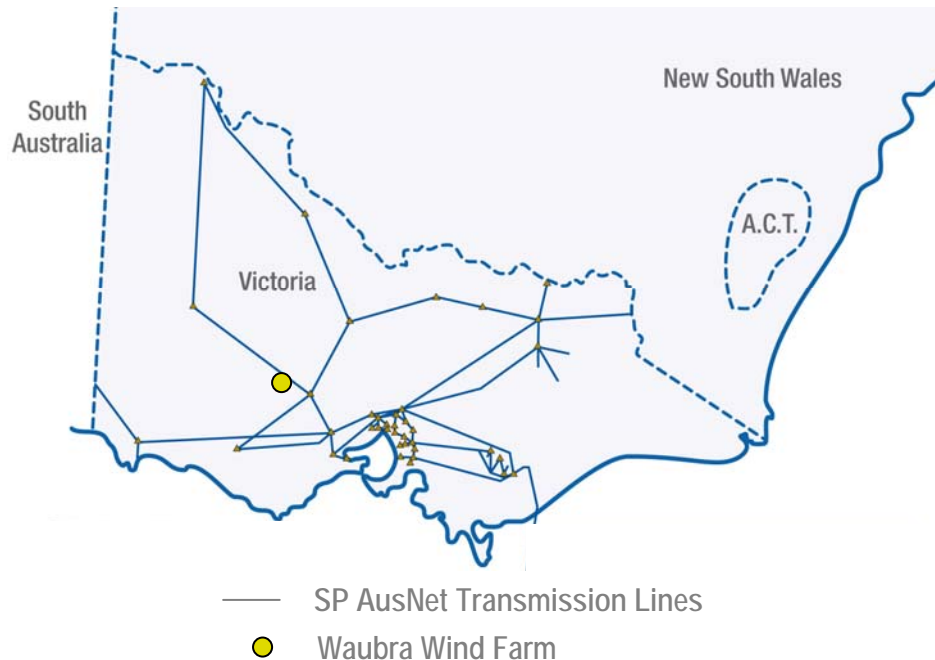 New South Wales
South
Australia
A.C.T.
Victoria
SP AusNet Transmission Lines
Waubra Wind Farm